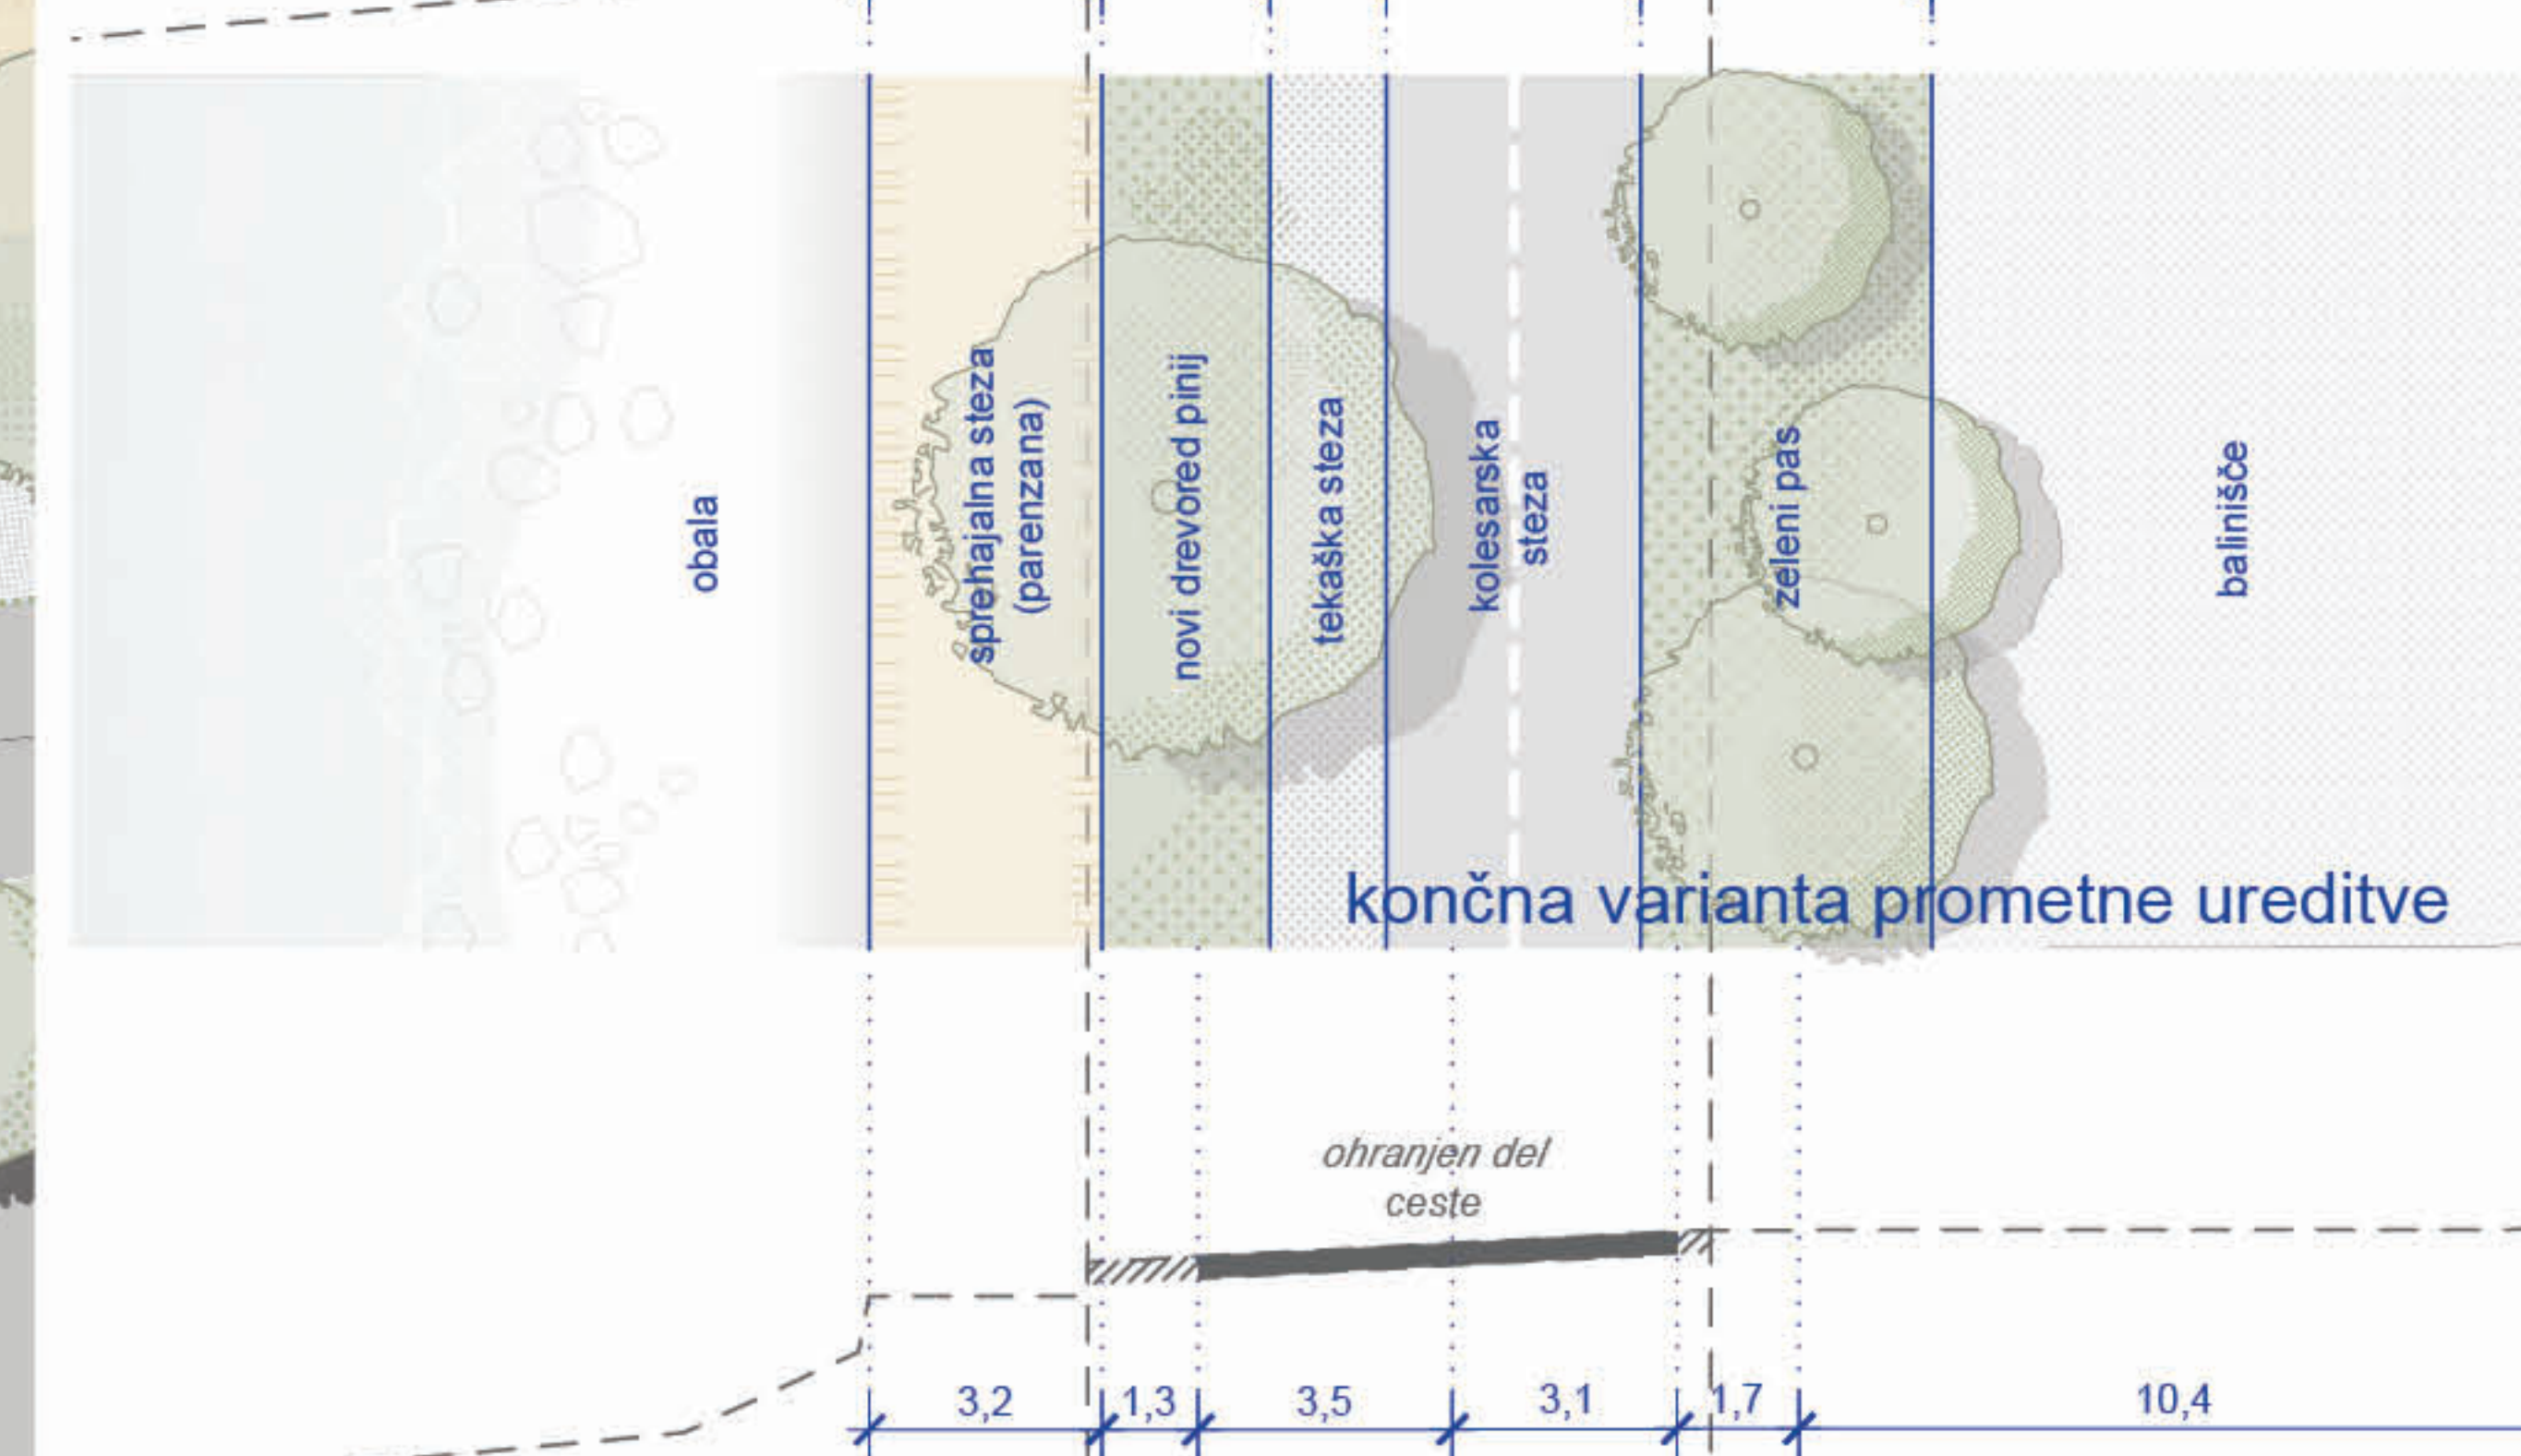 obala
sprehajalna steza
(parenzana)
novi drevored pinij
tekaška steza
kolesarska
steza
zeleni pas
balinišče
končna varianta prometne ureditve
ohranjen del
ceste
3,2
1,3
3,5
3,1
1,7
10,4